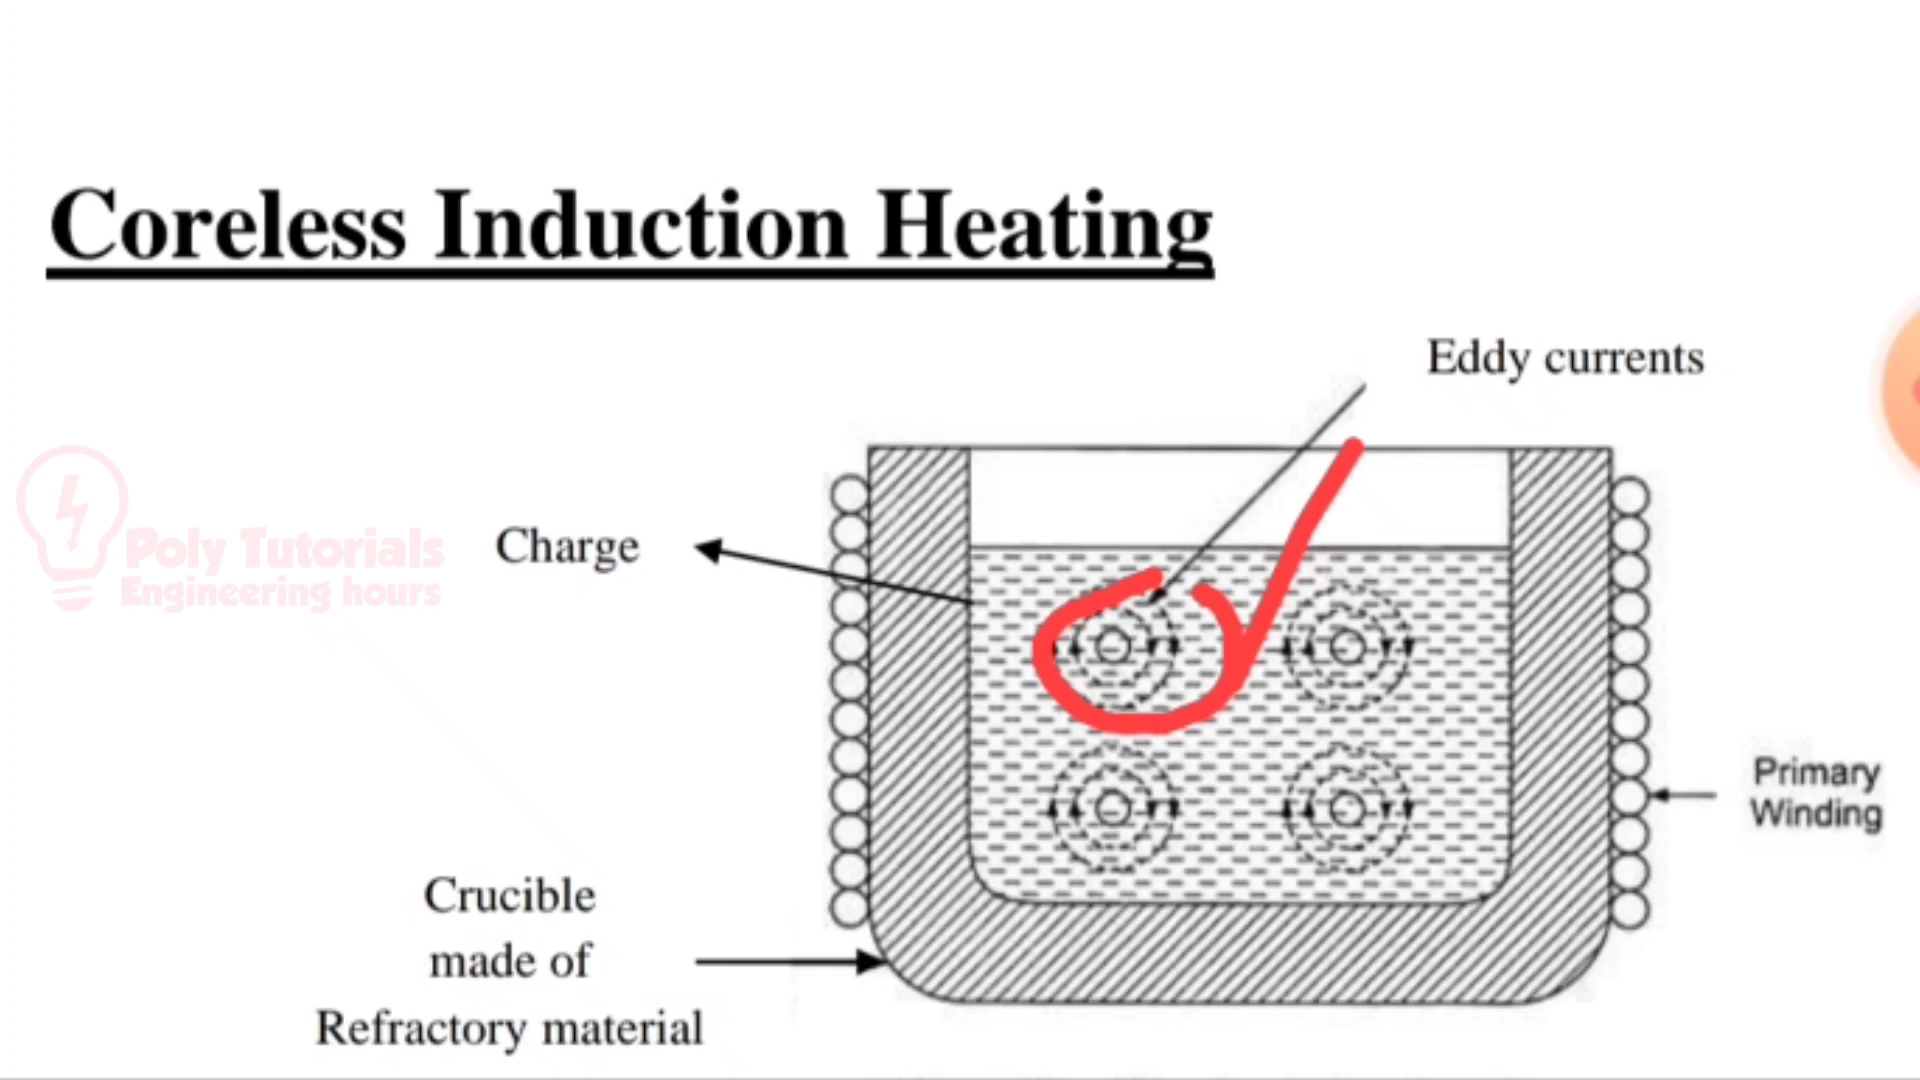 Coreless Induction Heating
Eddy currents
Poly Tutorials
Engineering hours
Charge
Primary
Winding
Crucible
made of
Refractory material